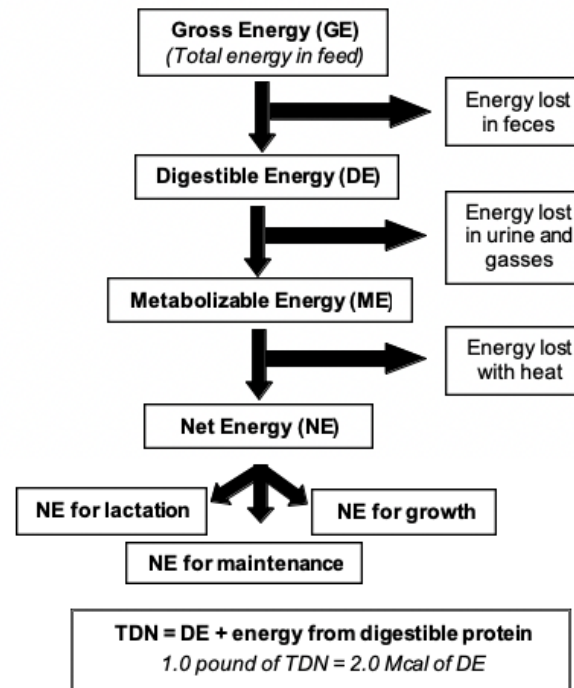 Gross Energy (GE)
(Total energy in feed)
Energy lost
in feces
Digestible Energy (DE)
Energy lost
in urine and
gasses
Metabolizable Energy (ME)
Energy lost
with heat
Net Energy (NE)
NE for lactation
NE for growth
NE for maintenance
TDN = DE + energy from digestible protein
1.0 pound of TDN = 2.0 Mcal of DE